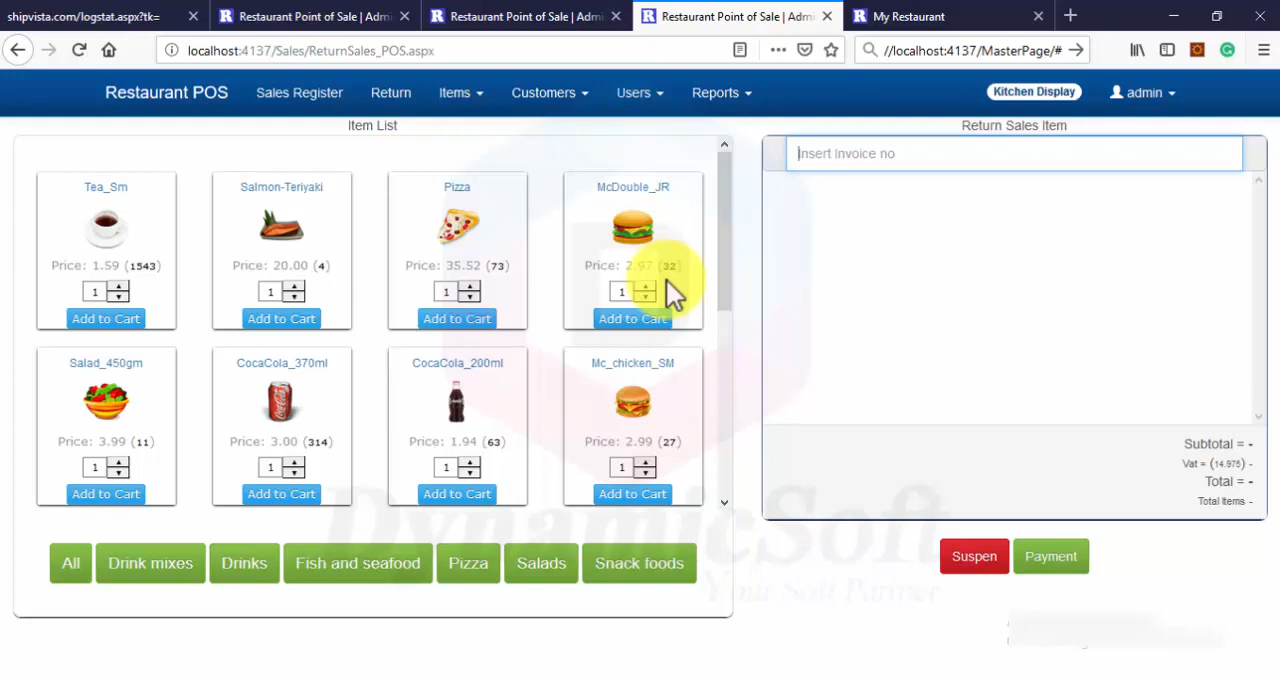 shipvista.com/logstat.aspx?tk=
Restaurant Point of Sale | Admi
Restaurant Point of Sale | Admi
Restaurant Point of Sale | Admi
My Restaurant
localhost:4137/Sales/ReturnSales_POS.aspx
//localhost:4137/MasterPage/#
Restaurant POS
Sales Register
Return
Items
Customers
Users
Reports
Kitchen Display
admin
Item List
Tea_Sm
Salmon-Teriyaki
Pizza
McDouble_JR
Price: 1.59 (1543)
Price: 20.00 (4)
Price: 35.52 (73)
Price: 2.97 (32)
1
1
1
1
Add to Cart
Add to Cart
Add to Cart
Add to Cart
Salad_450gm
CocaCola_370ml
CocaCola_200ml
Mc_chicken_SM
Price: 3.99 (11)
Price: 3.00 (314)
Price: 1.94 (63)
Price: 2.99 (27)
1
1
1
1
Add to Cart
Add to Cart
Add to Cart
Add to Cart
All
Drink mixes
Drinks
Fish and seafood
Pizza
Salads
Snack foods
Return Sales Item
Insert Invoice no
Subtotal = -
Vat = (14.975) -
Total = -
Total Items -
Suspen
Payment
DynamicSoft
Your Soft Partner